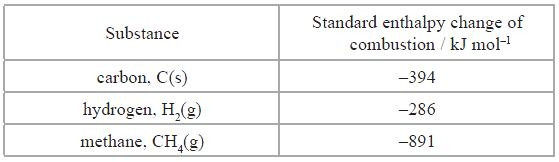 Substance
Standard enthalpy change of
combustion / kJ mol⁻¹
carbon, C(s)
–394
hydrogen, H₂(g)
–286
methane, CH₄(g)
–891